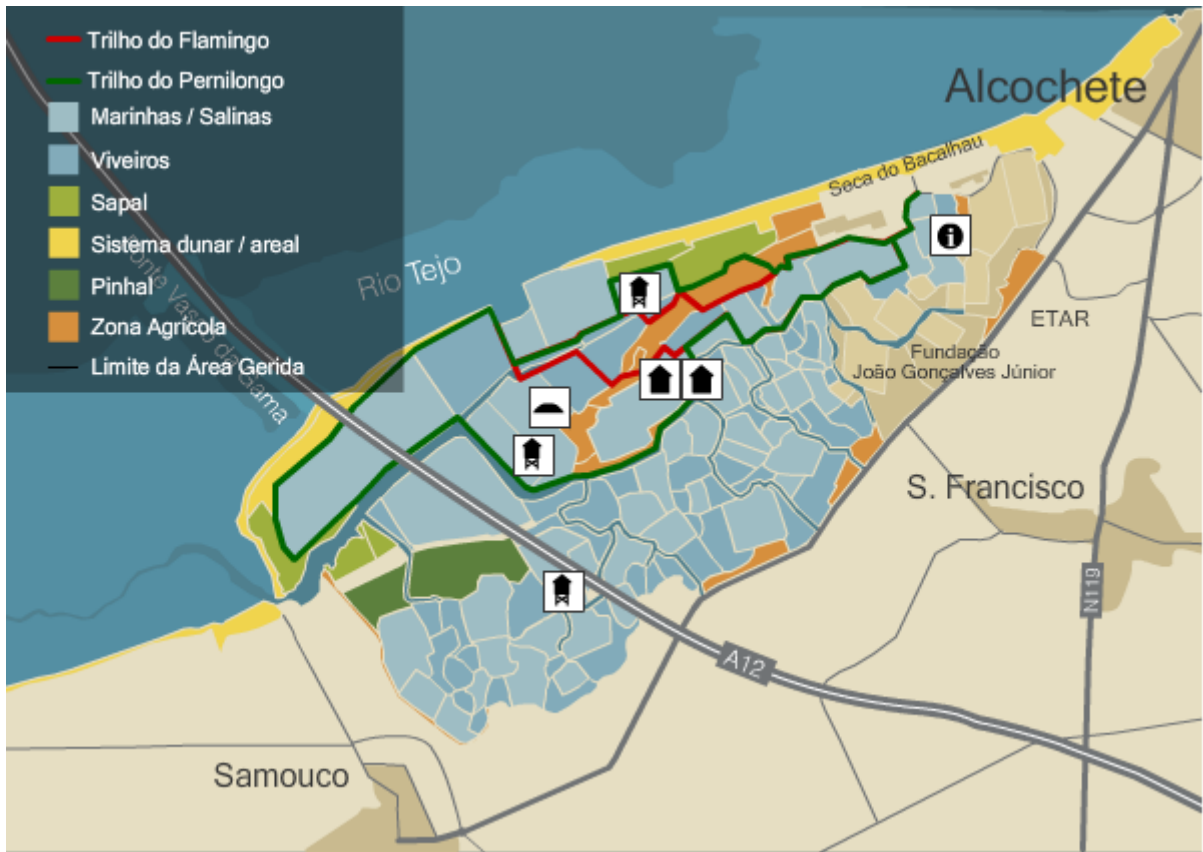 Trilho do Flamingo
Trilho do Pernilongo
Marinhas / Salinas
Viveiros
Sapal
Sistema dunar / areal
Pinhal
Zona Agrícola
Limite da Área Gerida
Alcochete
Seca do Bacalhau
Rio Tejo
Ponte Vasco da Gama
i
ETAR
Fundação
João Gonçalves Júnior
S. Francisco
N119
A12
Samouco